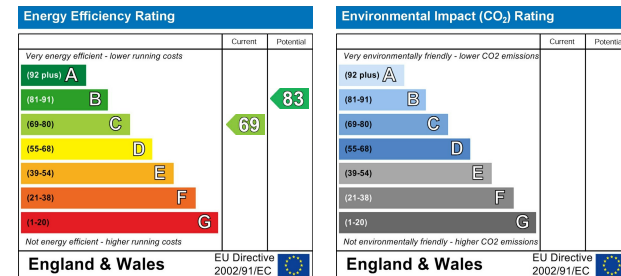 Energy Efficiency Rating
Current Potential
Very energy efficient - lower running costs
(92 plus) A
(81-91) B
83
(69-80) C
69
(55-68) D
(39-54) E
(21-38) F
(1-20) G
Not energy efficient - higher running costs
England & Wales
EU Directive
2002/91/EC
Environmental Impact (CO₂) Rating
Current Potentia
Very environmentally friendly - lower CO2 emissions
(92 plus) A
(81-91) B
(69-80) C
(55-68) D
(39-54) E
(21-38) F
(1-20) G
Not environmentally friendly - higher CO2 emissions
England & Wales
EU Directive
2002/91/EC